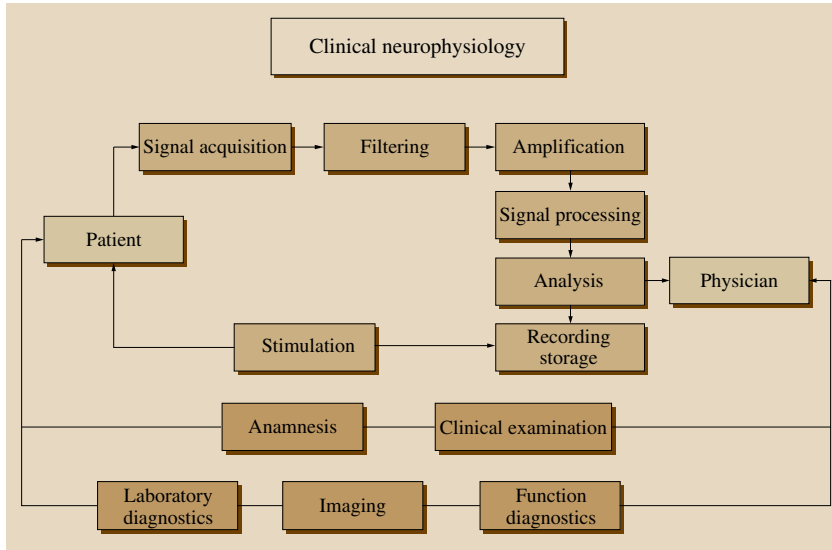 Clinical neurophysiology
Signal acquisition
Filtering
Amplification
Signal processing
Patient
Analysis
Physician
Stimulation
Recording
storage
Anamnesis
Clinical examination
Laboratory
diagnostics
Imaging
Function
diagnostics